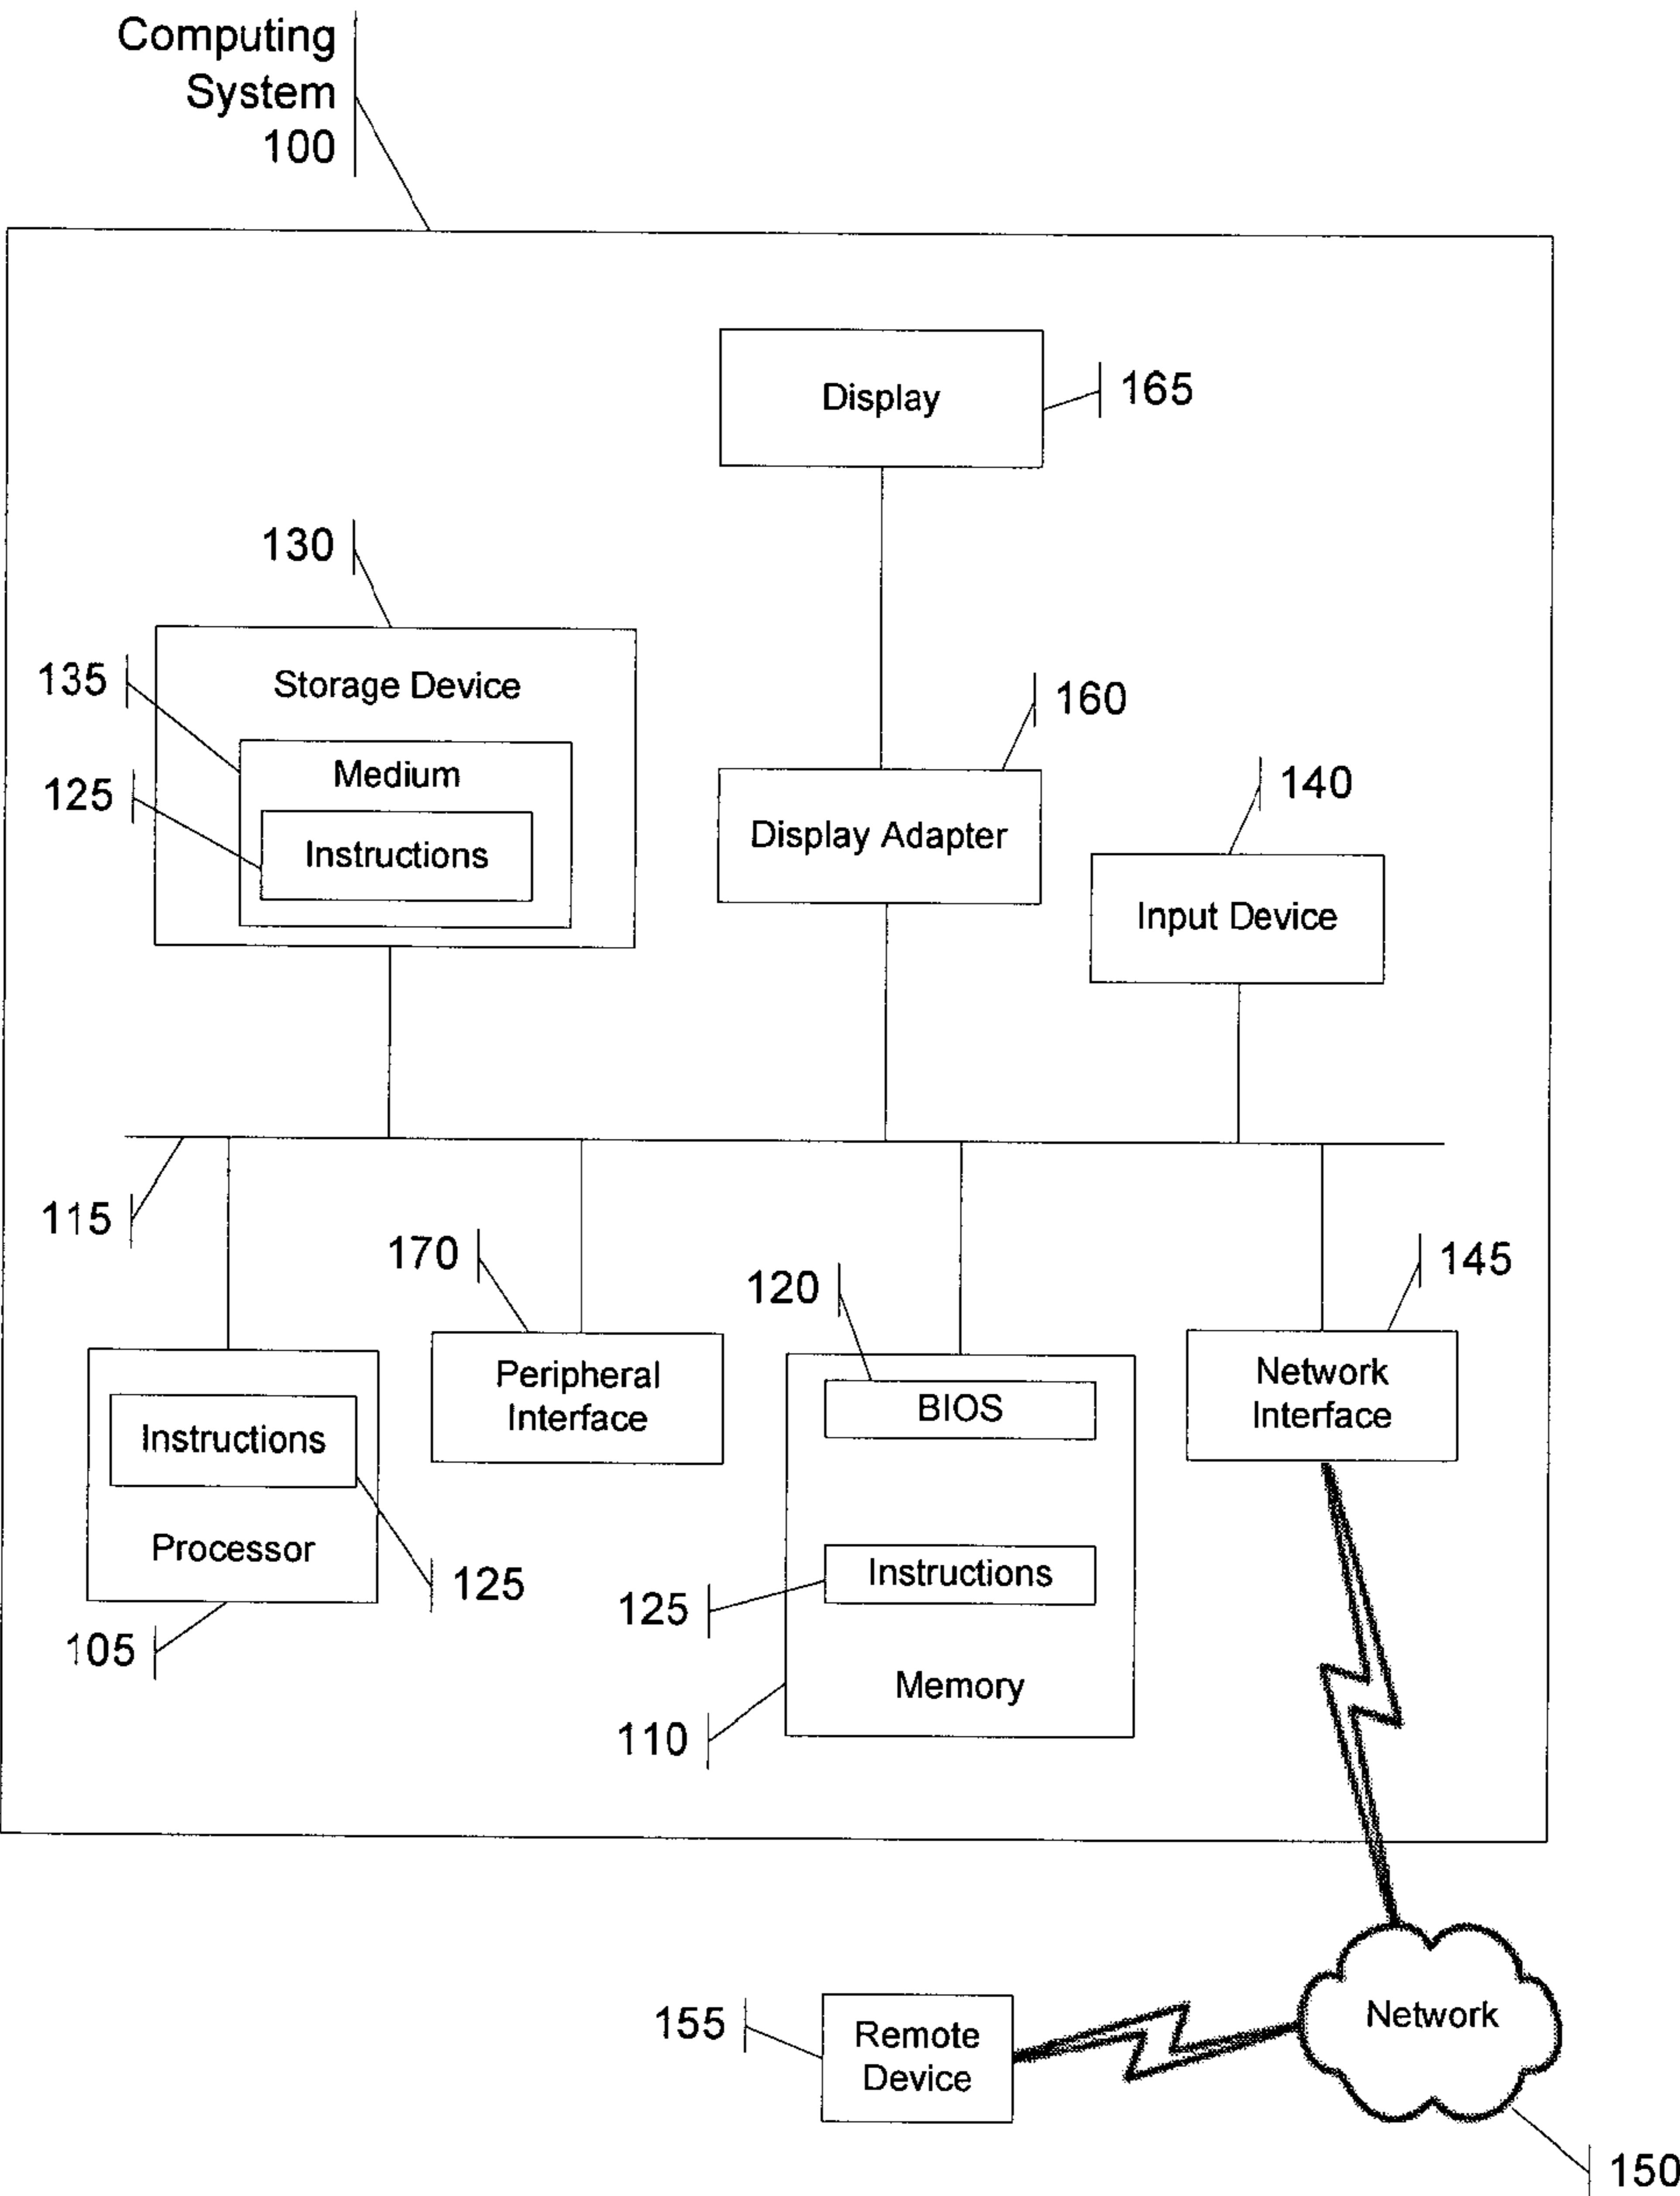 Computing
System
100
Display
165
130
Storage Device
135
Medium
125
Instructions
160
Display Adapter
140
Input Device
115
170
Peripheral
Interface
120
BIOS
145
Network
Interface
Instructions
Processor
125
105
Instructions
125
Memory
110
155
Remote
Device
Network
150